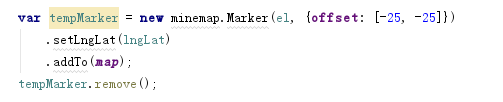 var tempMarker = new minemap.Marker(el, {offset: [-25, -25]})
.setLngLat(lngLat)
.addTo(map);
tempMarker.remove();